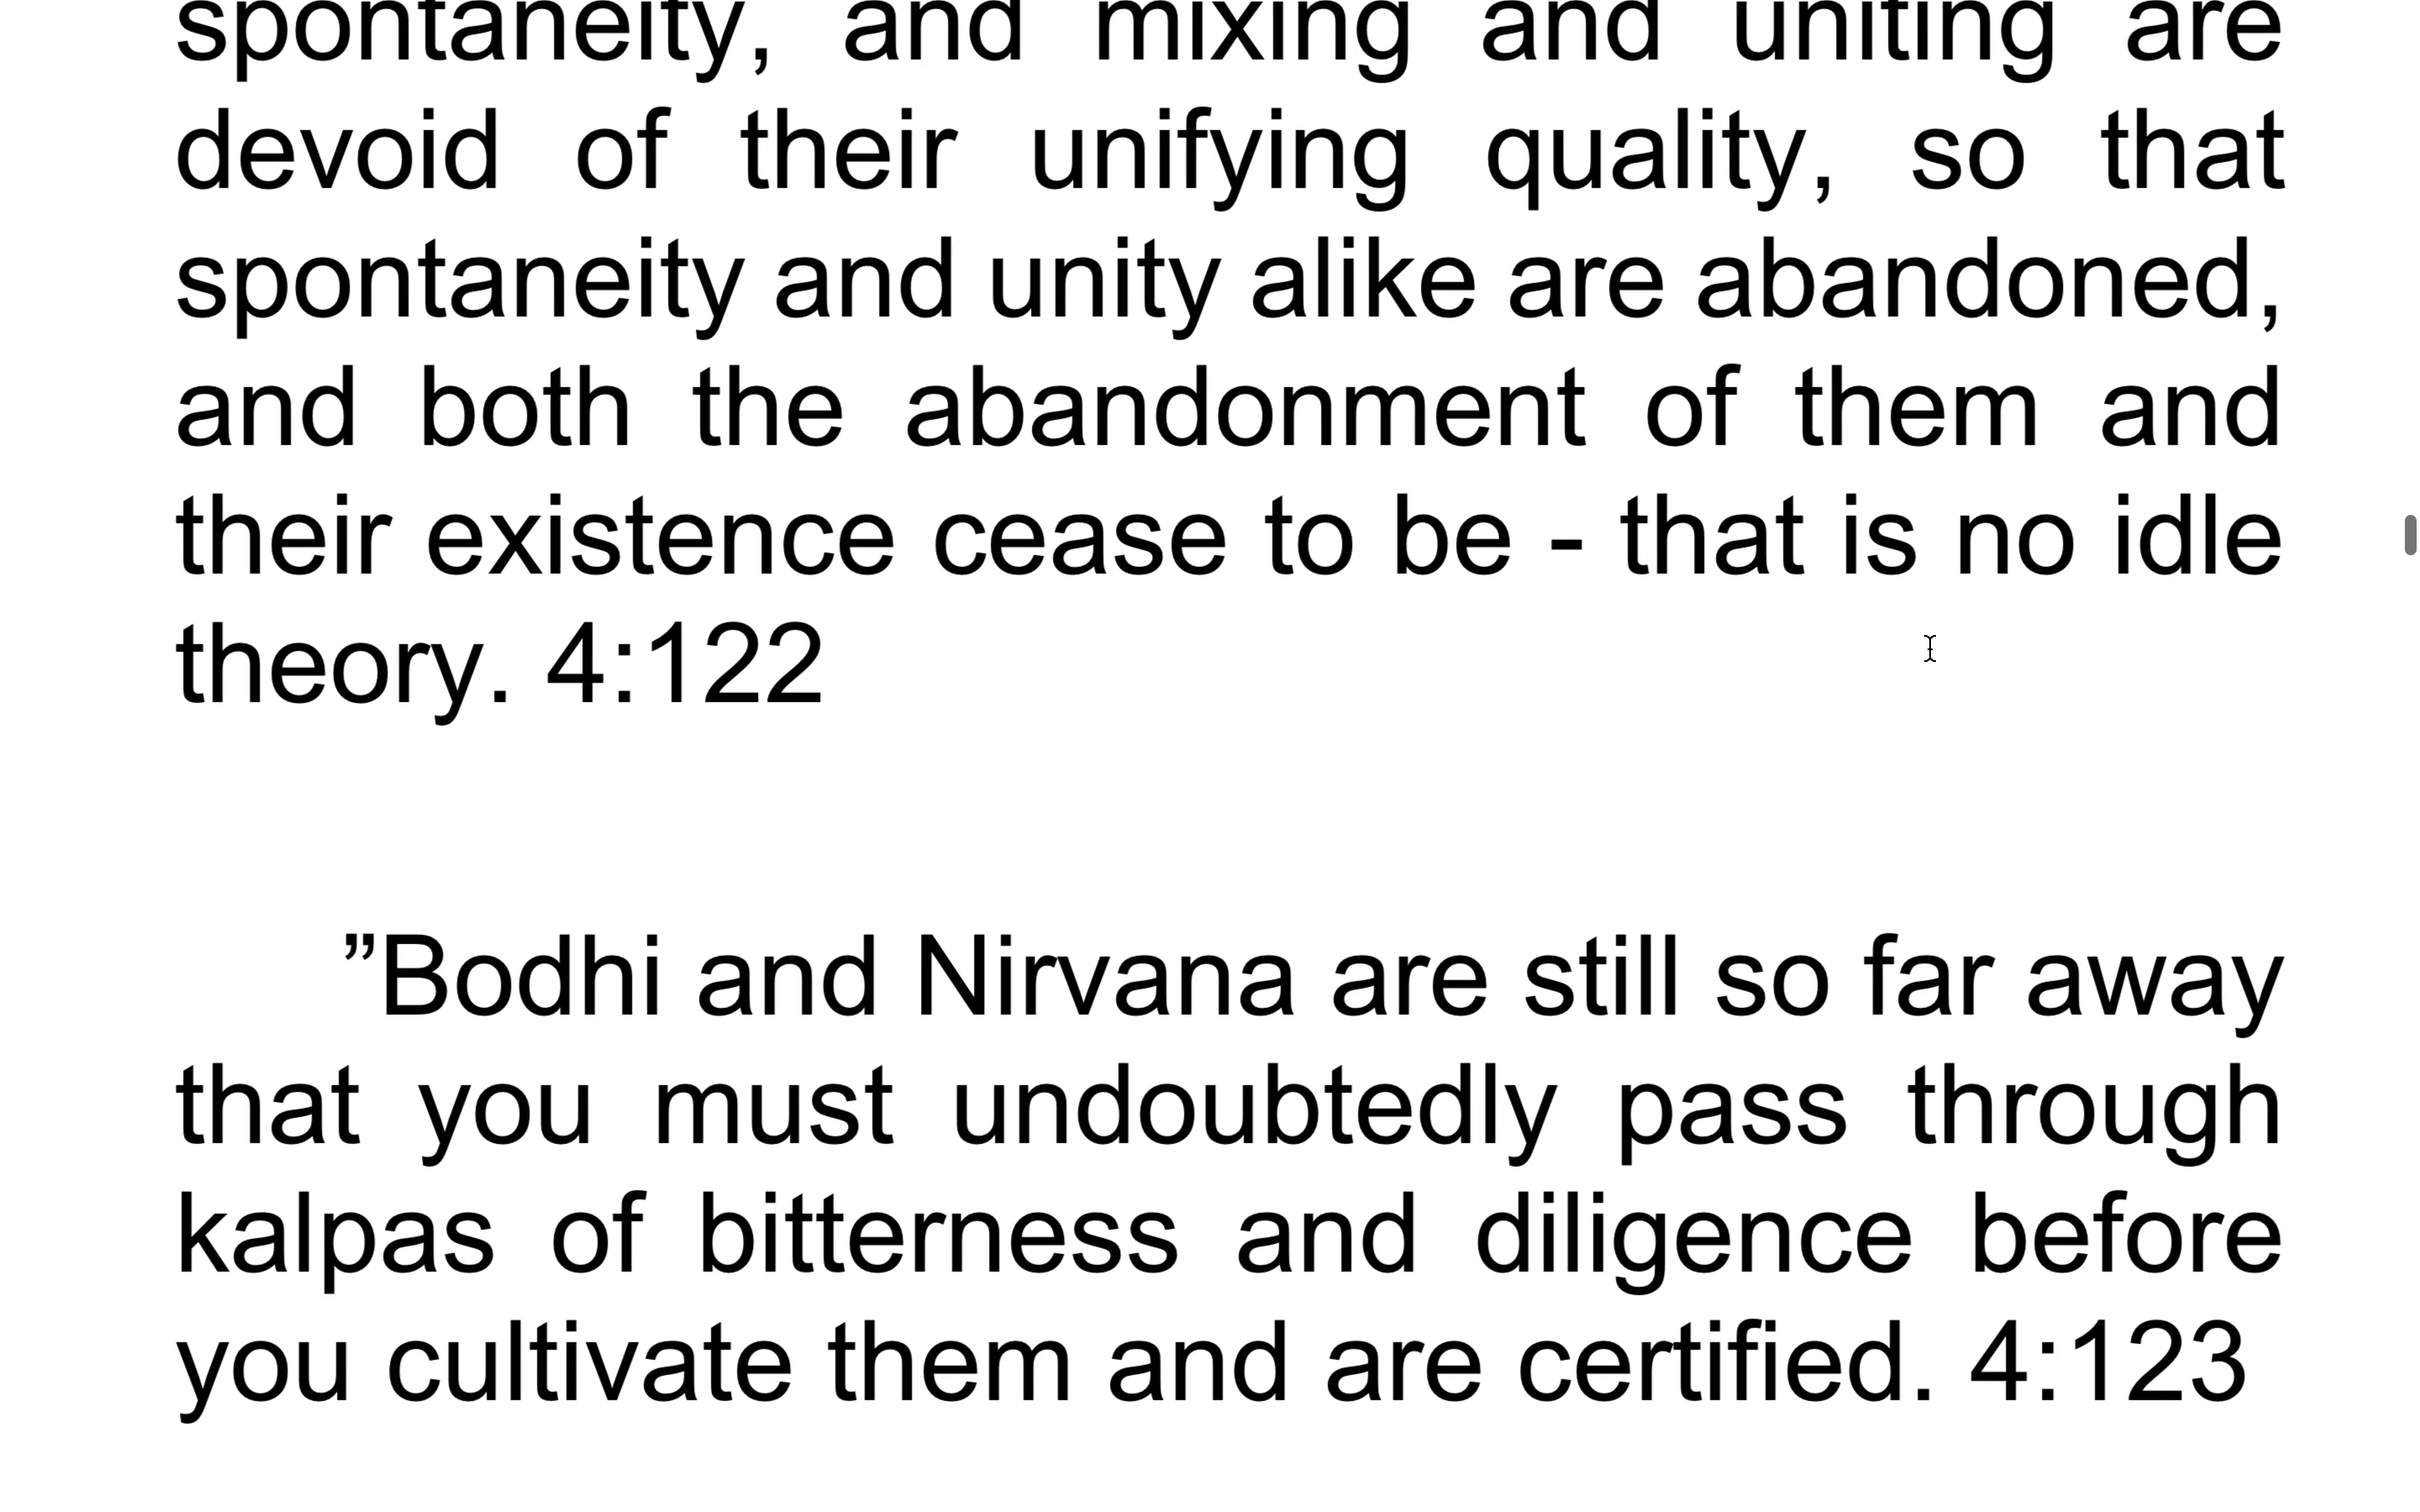 spontaneity, and mixing and uniting are
devoid of their unifying quality, so that
spontaneity and unity alike are abandoned,
and both the abandonment of them and
their existence cease to be - that is no idle
theory. 4:122
”Bodhi and Nirvana are still so far away
that you must undoubtedly pass through
kalpas of bitterness and diligence before
you cultivate them and are certified. 4:123